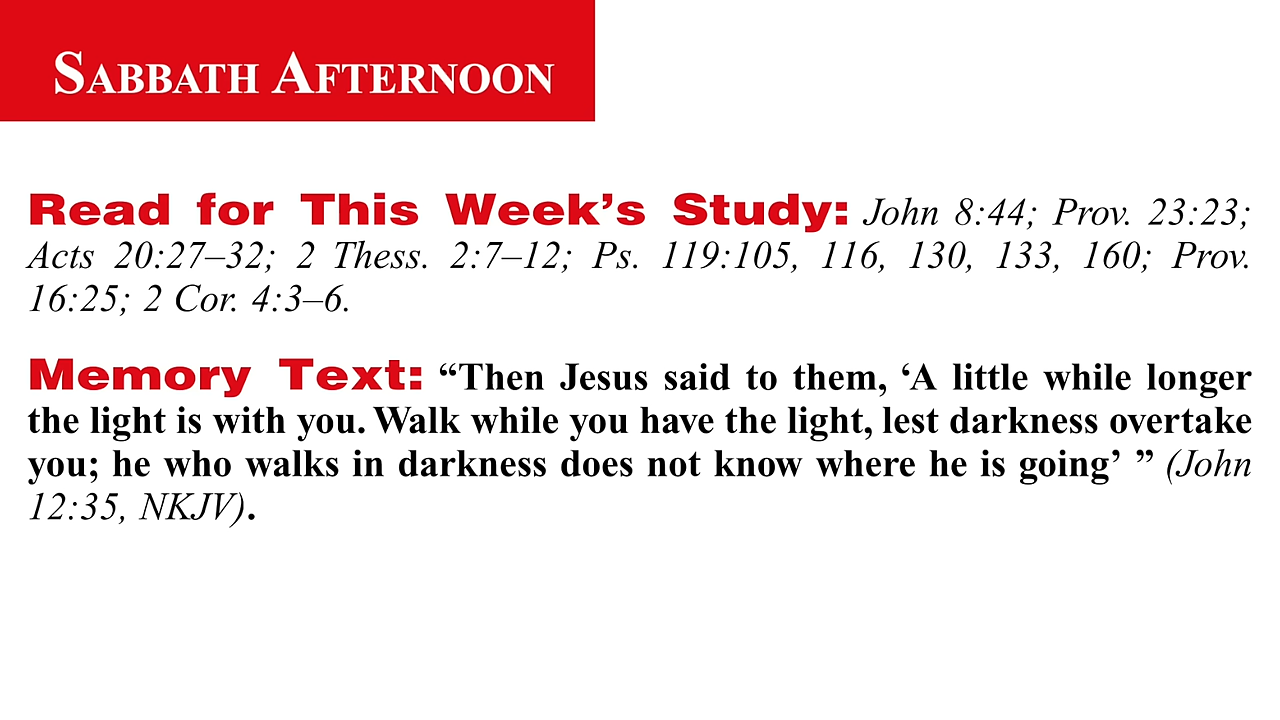 SABBATH AFTERNOON
Read for This Week’s Study: John 8:44; Prov. 23:23;
Acts 20:27–32; 2 Thess. 2:7–12; Ps. 119:105, 116, 130, 133, 160; Prov.
16:25; 2 Cor. 4:3–6.
Memory Text: “Then Jesus said to them, ‘A little while longer
the light is with you. Walk while you have the light, lest darkness overtake
you; he who walks in darkness does not know where he is going’ ” (John
12:35, NKJV).